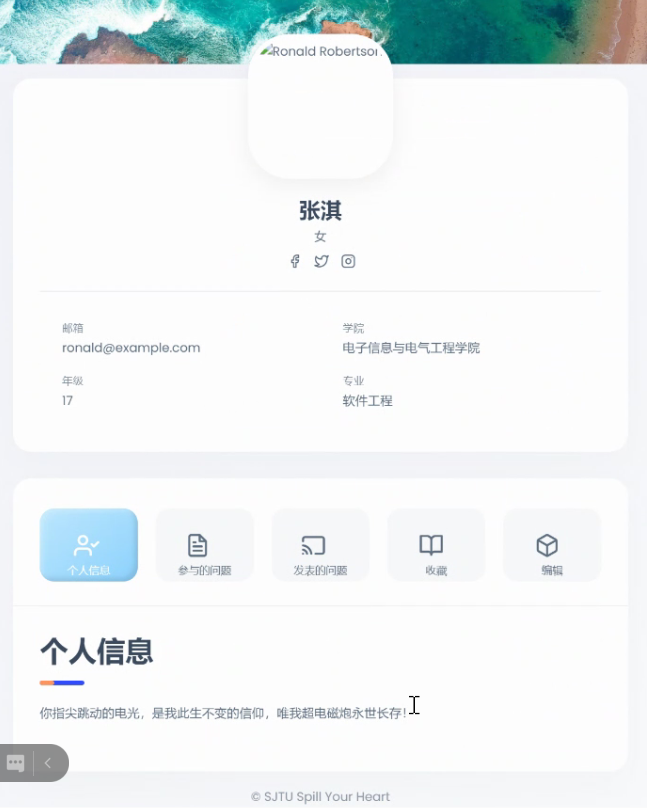 Ronald Robertson
张淇
女
邮箱
ronald@example.com
学院
电子信息与电气工程学院
年级
17
专业
软件工程
个人信息
参与的问题
发表的问题
收藏
编辑
个人信息
你指尖跳动的电光，是我此生不变的信仰，唯我超电磁炮永世长存！
© SJTU Spill Your Heart